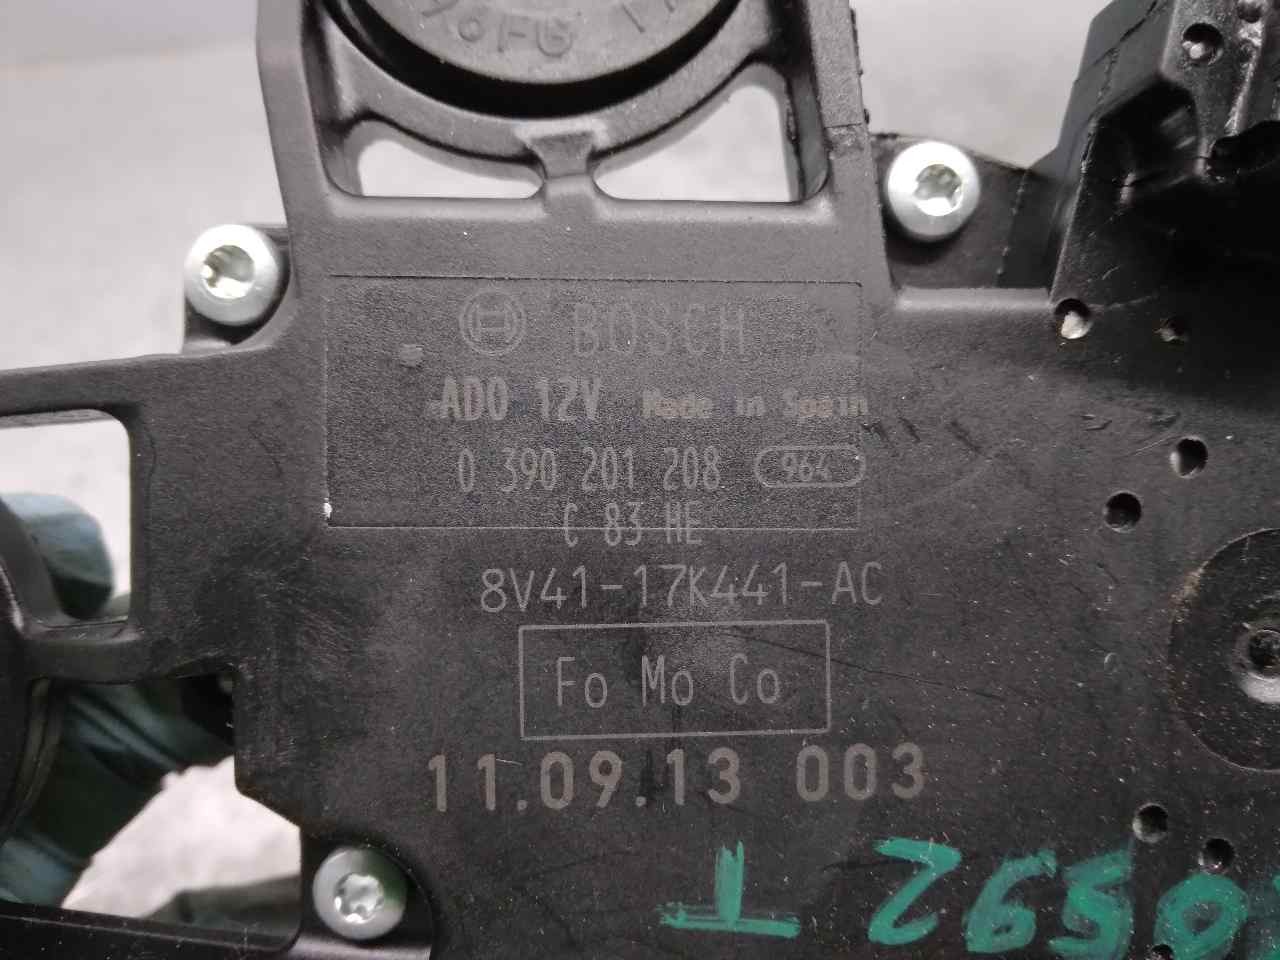 96FG
BOSCH
ADO 12V Made in Spain
0 390 201 208 964
C 83 HE
8V41-17K441-AC
Fo Mo Co
11.09.13 003